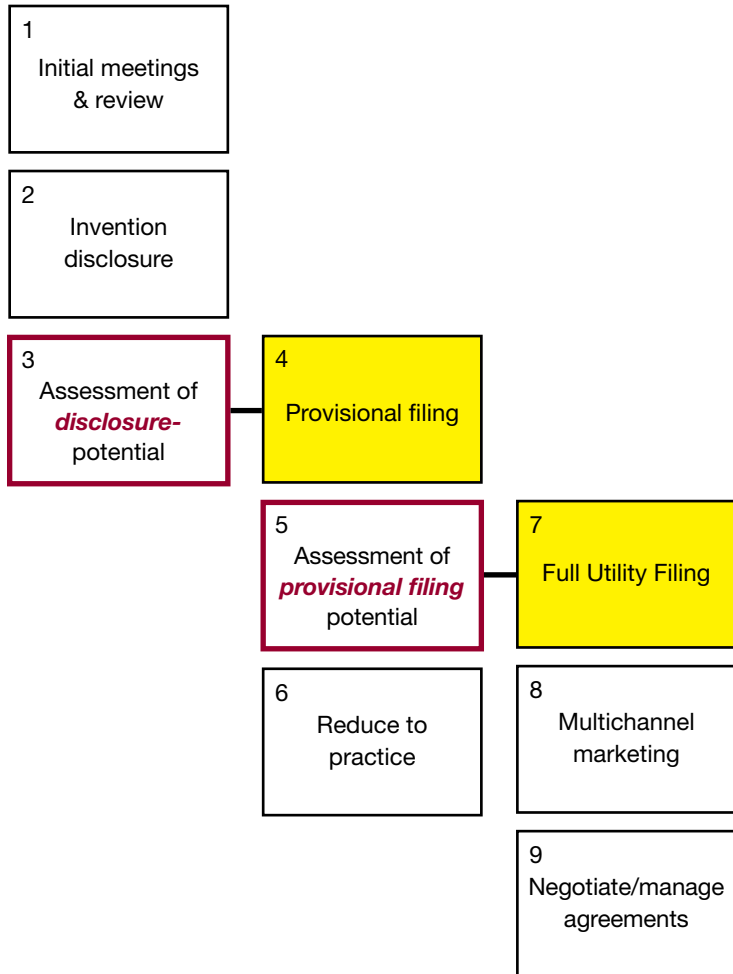 1
Initial meetings
& review
2
Invention
disclosure
3
Assessment of
disclosure-
potential
4
Provisional filing
5
Assessment of
provisional filing
potential
6
Reduce to
practice
7
Full Utility Filing
8
Multichannel
marketing
9
Negotiate/manage
agreements